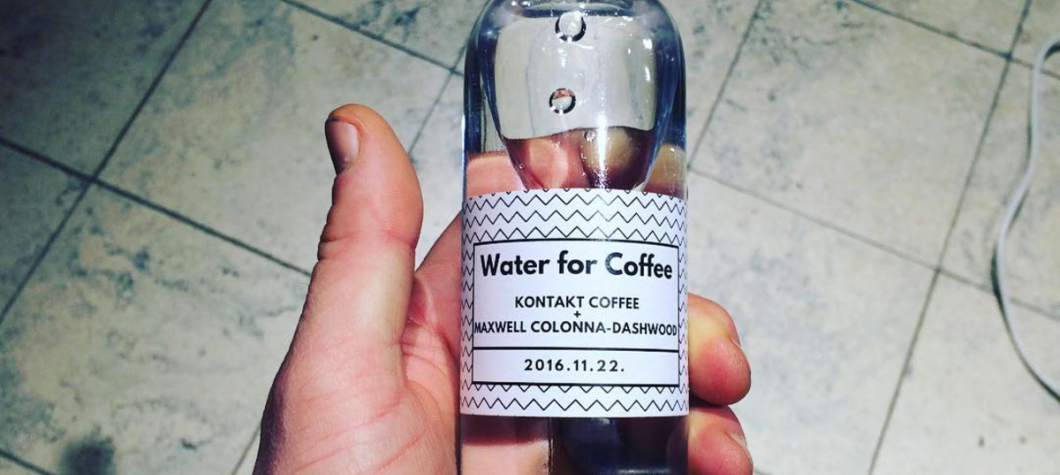 Water for Coffee
KONTAKT COFFEE
+
MAXWELL COLONNA-DASHWOOD
2016.11.22.